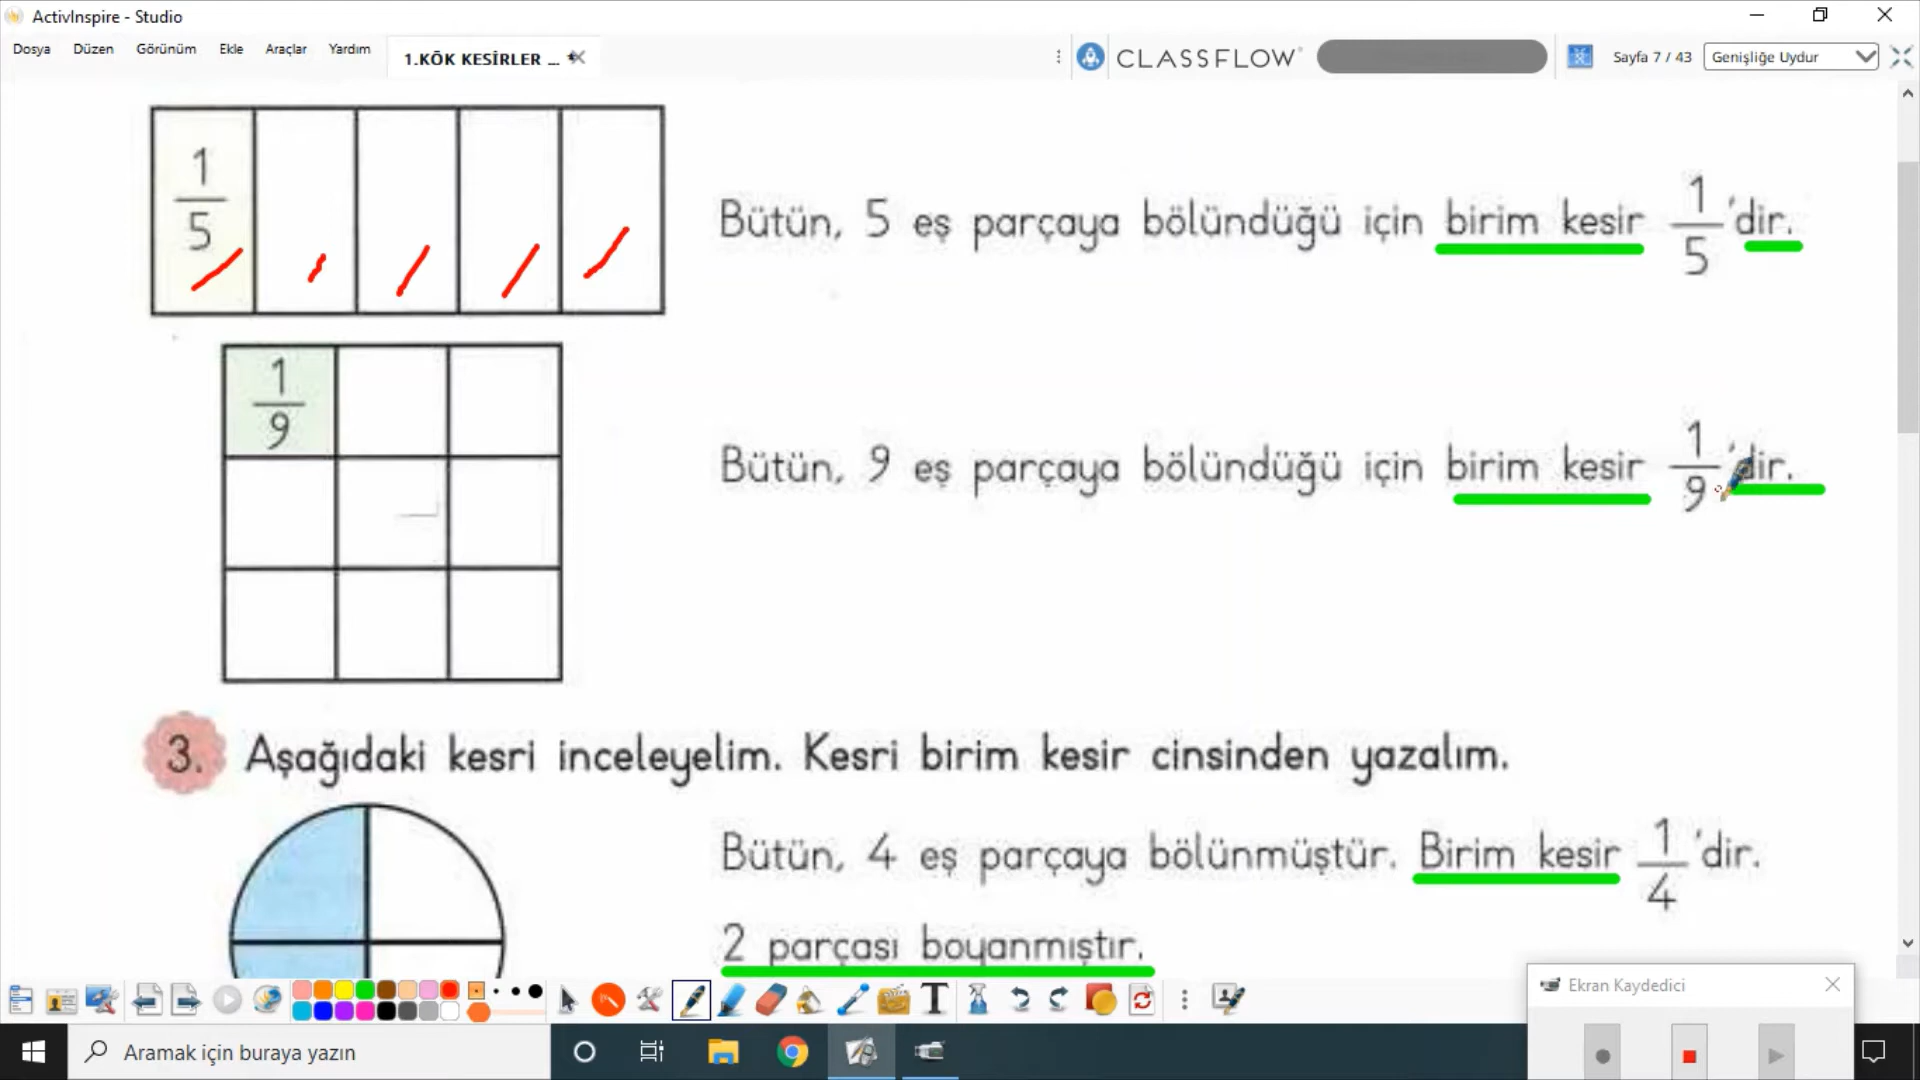 ActivInspire - Studio
Dosya Düzen Görünüm Ekle Araçlar Yardım
1.KÖK KESİRLER ...
CLASSFLOW
Sayfa 7 / 43
Genişliğe Uydur
1
5
Bütün, 5 eş parçaya bölündüğü için birim kesir 1/5 'dir.
1
9
Bütün, 9 eş parçaya bölündüğü için birim kesir 1/9 'dir.
3. Aşağıdaki kesri inceleyelim. Kesri birim kesir cinsinden yazalım.
Bütün, 4 eş parçaya bölünmüştür. Birim kesir 1/4 'dir.
2 parçası boyanmıştır.
Ekran Kaydedici
Aramak için buraya yazın